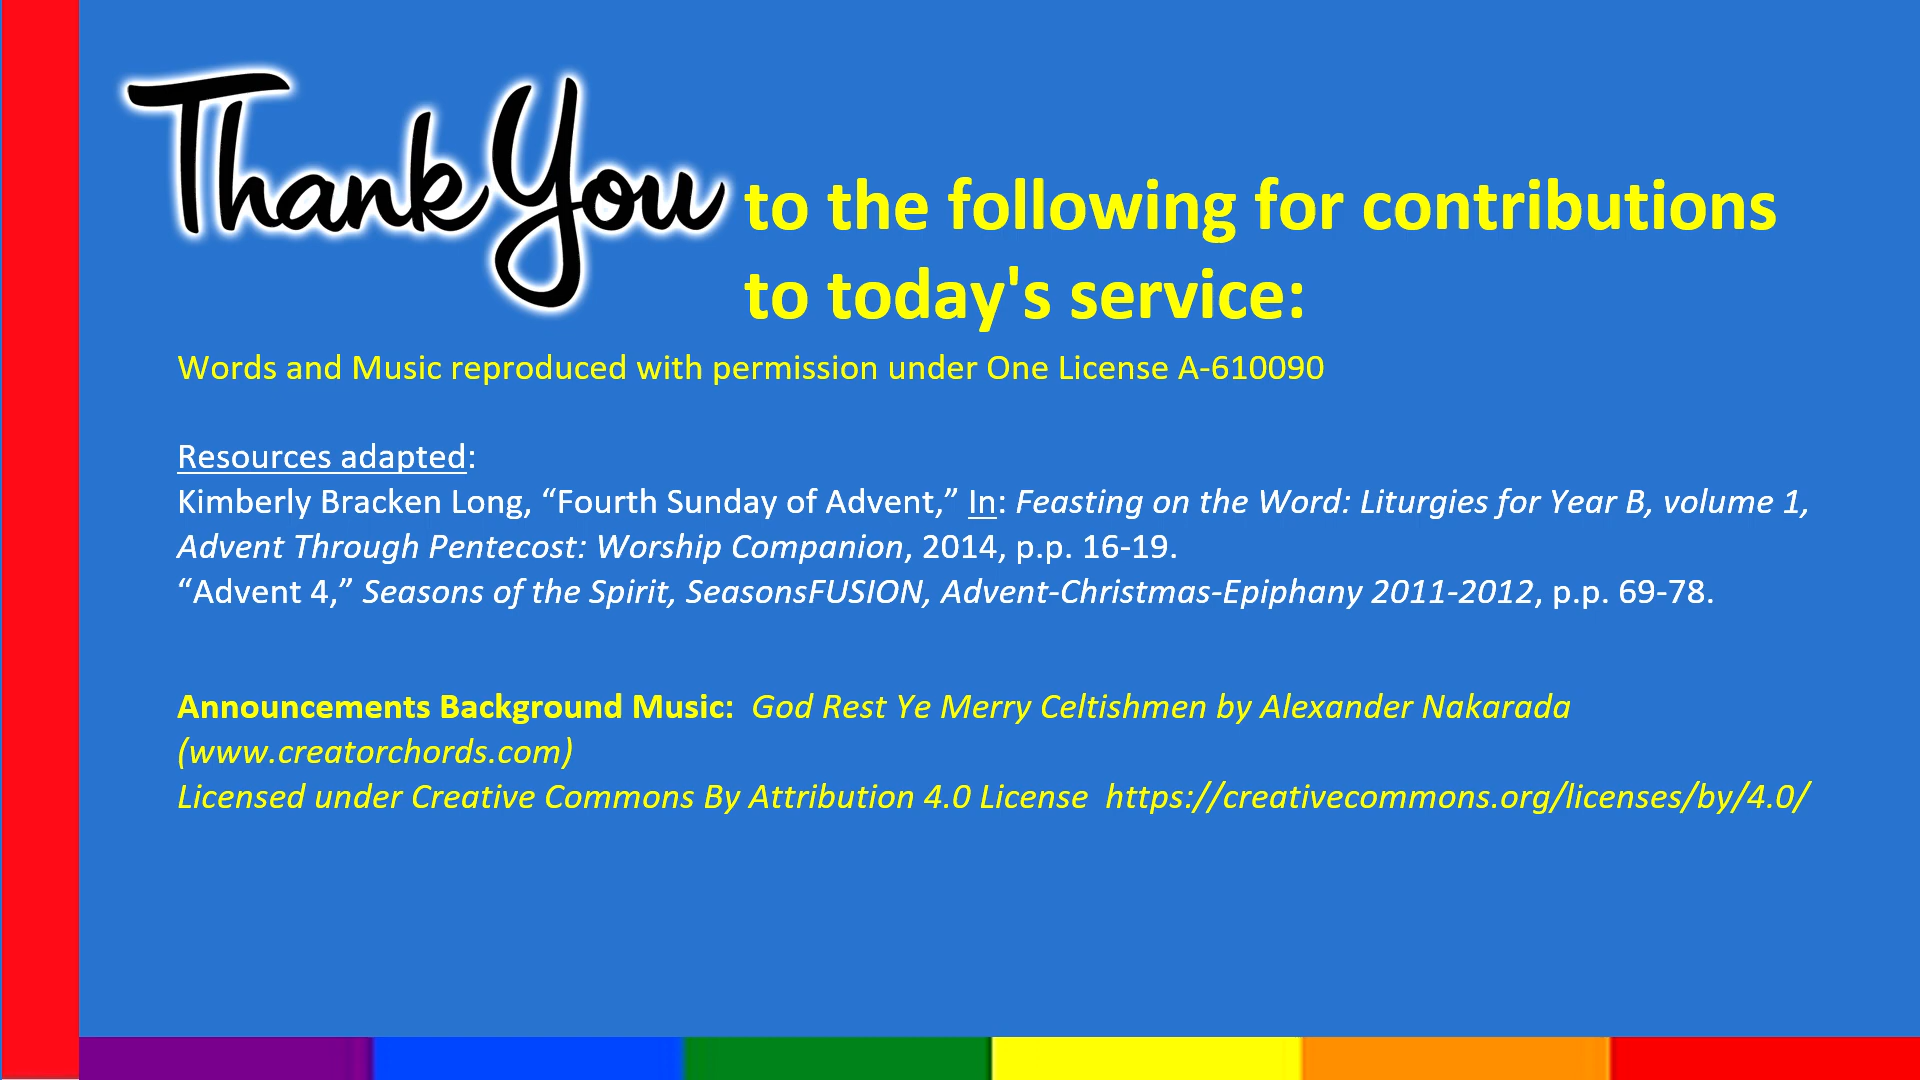 Thank You to the following for contributions
to today's service:
Words and Music reproduced with permission under One License A-610090
Resources adapted:
Kimberly Bracken Long, “Fourth Sunday of Advent,” In: Feasting on the Word: Liturgies for Year B, volume 1,
Advent Through Pentecost: Worship Companion, 2014, p.p. 16-19.
“Advent 4,” Seasons of the Spirit, SeasonsFUSION, Advent-Christmas-Epiphany 2011-2012, p.p. 69-78.
Announcements Background Music:  God Rest Ye Merry Celtishmen by Alexander Nakarada
(www.creatorchords.com)
Licensed under Creative Commons By Attribution 4.0 License  https://creativecommons.org/licenses/by/4.0/